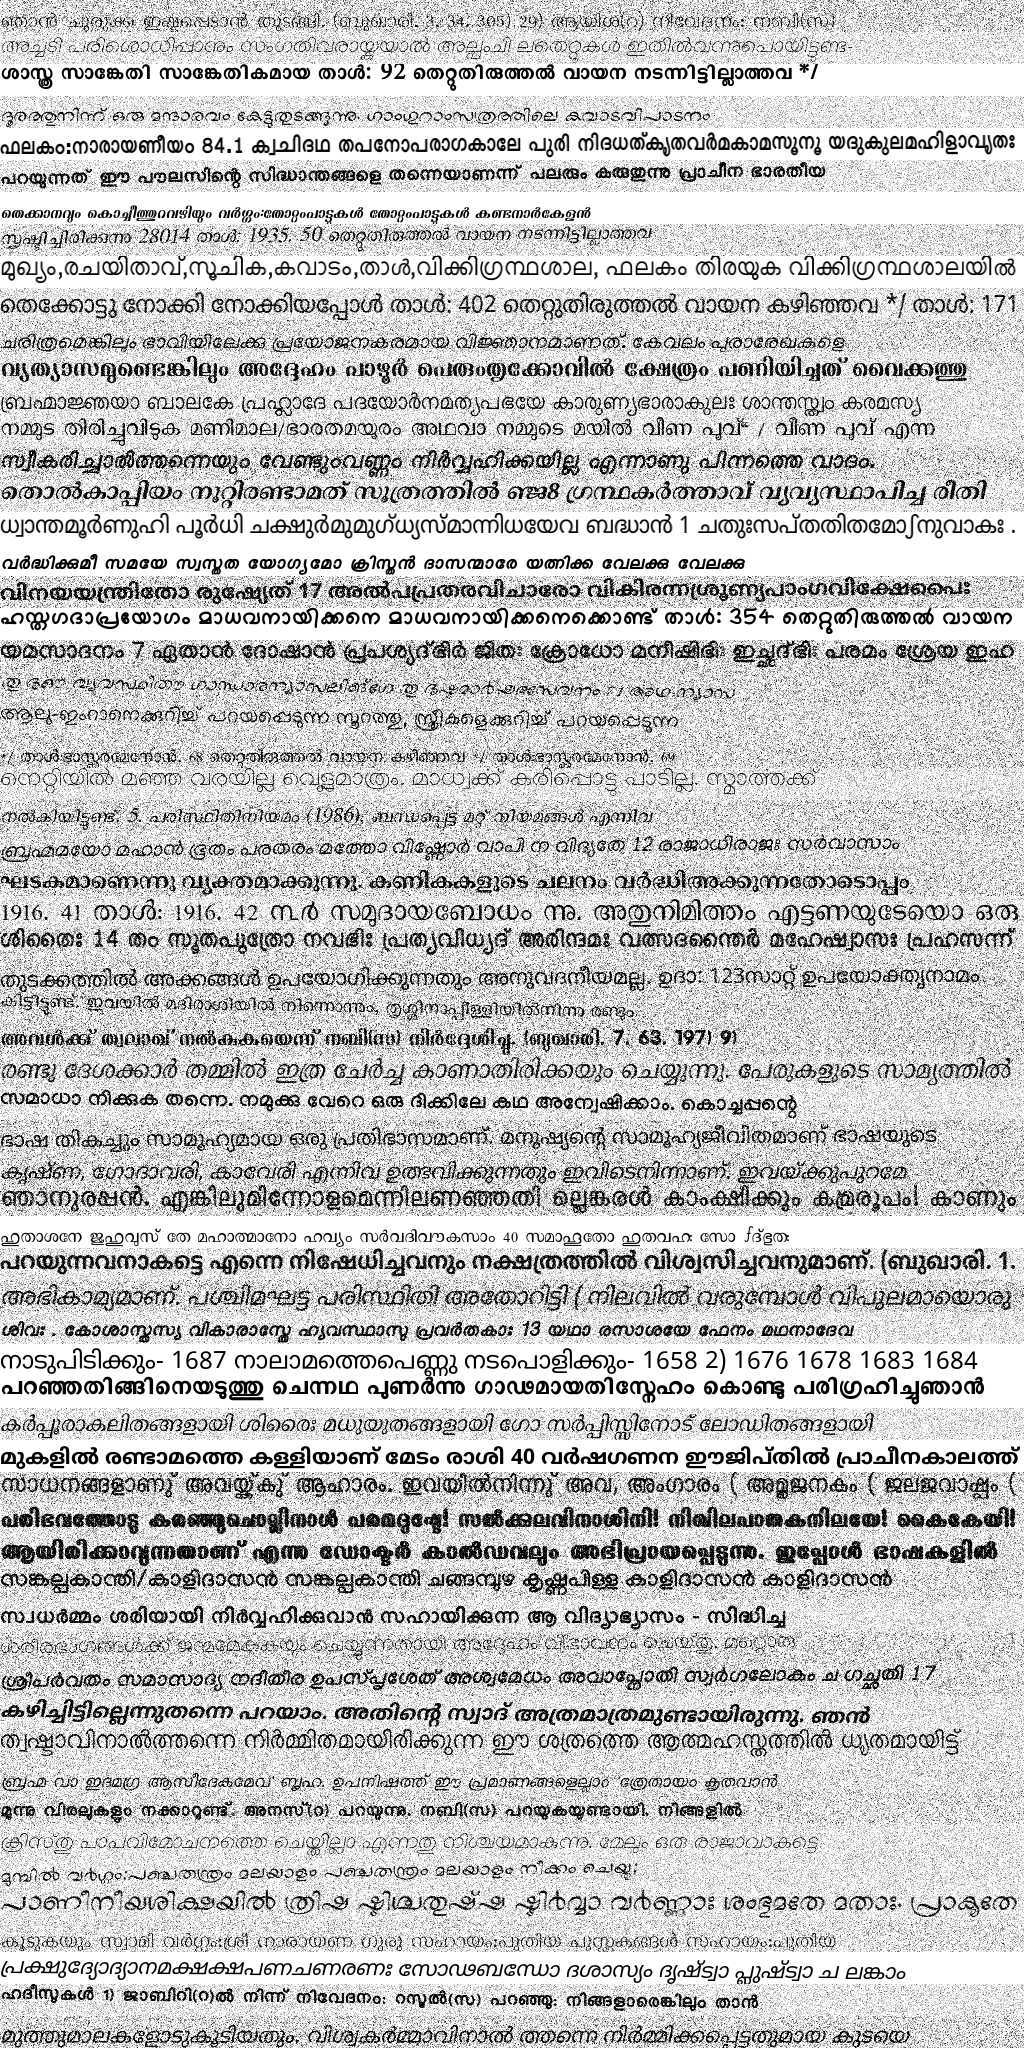 ഞാൻ ചുരുക്കം ഇഷ്ടപ്പെടാൻ തുടങ്ങി. (ബുഖാരി. 3. 34. 305) 29) ആയിശ(റ) നിവേദനം: നബി(സ)
അച്ചടി പരിശൊധിപ്പാനും സംഗതിവരായ്കയാൽ അല്പംചി ലതെറ്റുകൾ ഇതിൽവന്നുപൊയിട്ടുണ്ടു-
ശാസ്ത്ര സാങ്കേതി സാങ്കേതികമായ താൾ: 92 തെറ്റുതിരുത്തൽ വായന നടന്നിട്ടില്ലാത്തവ */
ദൂരത്തുനിന്ന് ഒരു മന്ദാരവം കേട്ടുതുടങ്ങുന്നു. ഗാംഗുറാംസത്രത്തിലെ കവാടവിപാടനം
ഫലകം:നാരായണീയം 84.1 ക്വചിദഥ തപനോപരാഗകാലേ പുരി നിദധത്കൃതവർമകാമസൂനൂ യദുകുലമഹിളാവൃതഃ
പറയുന്നത് ഈ പൗലസിന്റെ സിദ്ധാന്തങ്ങളെ തന്നെയാണന്ന് പലരും കരുതുന്നു പ്രാചീന ഭാരതീയ
തെക്കാനവും കൊച്ചീത്തുറവഴിയും വർഗ്ഗം:തോറ്റംപാട്ടുകൾ തോറ്റംപാട്ടുകൾ കണ്ടനാർകേളൻ
സൃഷ്ടിച്ചിരിക്കുന്നു 28014 താൾ: 1935. 50 തെറ്റുതിരുത്തൽ വായന നടന്നിട്ടില്ലാത്തവ
മുഖ്യം,രചയിതാവ്,സൂചിക,കവാടം,താൾ,വിക്കിഗ്രന്ഥശാല, ഫലകം തിരയുക വിക്കിഗ്രന്ഥശാലയിൽ
തെക്കോട്ടു നോക്കി നോക്കിയപ്പോൾ താൾ: 402 തെറ്റുതിരുത്തൽ വായന കഴിഞ്ഞവ */ താൾ: 171
ചരിത്രമെങ്കിലും ഭാവിയിലേക്കു പ്രയോജനകരമായ വിജ്ഞാനമാണത്. കേവലം പുരാരേഖകളെ
വ്യത്യാസമുണ്ടെങ്കിലും അദ്ദേഹം പാഴൂർ പെരുംതൃക്കോവിൽ ക്ഷേത്രം പണിയിച്ചത് വൈക്കത്തു
ബ്രഹ്മാജ്ഞയാ ബാലകേ പ്രഹ്ലാദേ പദയോർനമത്യപഭയേ കാരുണ്യഭാരാകുലഃ ശാന്തസ്ത്വം കരമസ്യ
നമ്മുട തിരിച്ചുവിടുക മണിമാല/ഭാരതമയൂരം അഥവാ നമ്മുടെ മയിൽ വീണ പൂവ് / വീണ പൂവ് എന്ന
സ്വീകരിച്ചാൽത്തന്നെയും വേണ്ടുംവണ്ണം നിർവ്വഹിക്കയില്ല എന്നാണു പിന്നത്തെ വാദം.
തൊൽകാപ്പിയം നൂറ്റിരണ്ടാമത് സൂത്രത്തിൽ ഒജ്ഞ8 ഗ്രന്ഥകർത്താവ് വ്യവ്യസ്ഥാപിച്ച രീതി
ധ്വാന്തമൂർണുഹി പൂർധി ചക്ഷുർമുമുഗ്ധ്യസ്മാന്നിധയേവ ബദ്ധാൻ 1 ചതുഃസപ്തതിതമോഽനുവാകഃ .
വർദ്ധിക്കുമീ സമയേ സ്വസ്തത യോഗ്യമോ ക്രിസ്തൻ ദാസന്മാരേ യത്നിക്ക വേലക്കു വേലക്കു
വിനയയന്ത്രിതോ രുഷ്യേത് 17 അൽപപ്രതരവിചാരോ വികിരന്നശ്രൂണ്യപാംഗവിക്ഷേപൈഃ
ഹസ്തഗദാപ്രയോഗം മാധവനായിക്കനെ മാധവനായിക്കനെക്കൊണ്ട് താൾ: 354 തെറ്റുതിരുത്തൽ വായന
യമസാദനം 7 ഏതാൻ ദോഷാൻ പ്രപശ്യദ്ഭിർ ജിതഃ ക്രോധോ മനീഷിഭിഃ ഇച്ഛദ്ഭിഃ പരമം ശ്രേയ ഇഹ
ആലു-ഇംറാനെക്കുറിച്ച് പറയപ്പെടുന്ന സൂറത്തു, സ്ത്രീകളെക്കുറിച്ച് പറയപ്പെടുന്ന
*/ താൾ:ഭാസ്ക്കരമേനോൻ. ൬൭ തെറ്റുതിരുത്തൽ വായന കഴിഞ്ഞവ */ താൾ:ഭാസ്ക്കരമേനോൻ. ൬൯
നെറ്റിയിൽ മഞ്ഞ വരയില്ല വെളുമാത്രം. മാധ്വക്ക് കരിപ്പൊട്ടു പാടില്ല. സ്മാത്തക്ക്
നൽകിയിട്ടുണ്ട്. 5. പരിസ്ഥിതിനിയമം (1986), ബന്ധപ്പെട്ട മറ്റ് നിയമങ്ങൾ എന്നിവ
ബ്രഹ്മമയോ മഹാൻ ഭൂതം പരതരം മത്തോ വിഷ്ണോർ വാപി ന വിദ്യതേ 12 രാജാധിരാജഃ സർവാസാം
ഘടകമാണെന്നു വ്യക്തമാക്കുന്നു. കണികകളുടെ ചലനം വർദ്ധിഅക്കുന്നതോടൊപ്പം
1916. 41 താൾ: 1916. 42 ന്ഥർ സമുദായബോധം ന്നു. അതുനിമിത്തം എട്ടണയുടേയൊ ഒരു
ശിതൈഃ 14 തം സൂതപുത്രോ നവഭിഃ പ്രത്യവിധ്യദ് അരിന്ദമഃ വത്സദന്തൈർ മഹേഷ്വാസഃ പ്രഹസന്ന്
തുടക്കത്തിൽ അക്കങ്ങൾ ഉപയോഗിക്കുന്നതും അനുവദനീയമല്ല. ഉദാ: 123സാറ്റ് ഉപയോക്തൃനാമം
കിട്ടീട്ടുണ്ട്. ഇവയിൽ മദിരാശിയിൽ നിന്നൊന്നും, തൃശ്ശിനാപ്പിള്ളിയിൽനിന്നു രണ്ടും
അവൾക്ക് ത്വലാഖ് നൽകുകയെന്ന് നബി(സ) നിർദ്ദേശിച്ചു. (ബുഖാരി. 7. 63. 197) 9)
രണ്ടു ദേശക്കാർ തമ്മിൽ ഇത്ര ചേർച്ച കാണാതിരിക്കയും ചെയ്യുന്നു. പേരുകളുടെ സാമ്യത്തിൽ
സമാധാ നിക്കുക തന്നെ. നമുക്കു വേറെ ഒരു ദിക്കിലേ കഥ അന്വേഷിക്കാം. കൊച്ചപ്പന്റെ
ഭാഷ തികച്ചും സാമൂഹ്യമായ ഒരു പ്രതിഭാസമാണ്. മനുഷ്യന്റെ സാമൂഹ്യജീവിതമാണ് ഭാഷയുടെ
കൃഷ്ണ, ഗോദാവരി, കാവേരി എന്നിവ ഉത്ഭവിക്കുന്നതും ഇവിടെനിന്നാണ്. ഇവയ്ക്കുപുറമേ
ഞാനുരപ്പൻ. എങ്കിലുമിന്നോളമെന്നിലണഞ്ഞതി ല്ലെങ്കരൾ കാംക്ഷിക്കും കമ്രരൂപം! കാണും
ഹുതാശനേ ജുഹുവുസ് തേ മഹാത്മാനോ ഹവ്യം സർവദിവൗകസാം 40 സമാഹൂതോ ഹുതവഹഃ സോ ഽദ്ഭുതഃ
പറയുന്നവനാകട്ടെ എന്നെ നിഷേധിച്ചവനും നക്ഷത്രത്തിൽ വിശ്വസിച്ചവനുമാണ്. (ബുഖാരി. 1.
അഭികാമ്യമാണ്. പശ്ചിമഘട്ട പരിസ്ഥിതി അതോറിട്ടി ( നിലവിൽ വരുമ്പോൾ വിപുലമായൊരു
ശിവഃ . കോശാസ്തസ്യ വികാരാസ്തേ ഹ്യവസ്ഥാസു പ്രവർതകാഃ 13 യഥാ രസാശയേ ഫേനം മഥനാദേവ
നാടുപിടിക്കും- 1687 നാലാമത്തെപെണ്ണു നടപൊളിക്കും- 1658 2) 1676 1678 1683 1684
പറഞ്ഞതിങ്ങിനെയടുത്തു ചെന്നഥ പുണർന്നു ഗാഢമായതിസ്നേഹം കൊണ്ടു പരിഗ്രഹിച്ചുഞാൻ
കർപ്പൂരാകലിതങ്ങളായി ശിരൈഃ മധുയുതങ്ങളായി ഗോ സർപ്പിസ്സിനോട് ലോഡിതങ്ങളായി
മുകളിൽ രണ്ടാമത്തെ കള്ളിയാണ് മേടം രാശി 40 വർഷഗണന ഈജിപ്തിൽ പ്രാചീനകാലത്ത്
സാധനങ്ങളാണു് അവയ്ക്കു് ആഹാരം. ഇവയിൽനിന്നു് അവ, അംഗാരം ( അമ്ലജനകം ( ജലജവാഷ്പം (
പരിഭവത്തോടു കരഞ്ഞുചൊല്ലിനാൾ പരമദുഷ്ടേ! സൽക്കുലവിനാശിനി! നിഖിലപാതകനിലയേ! കൈകേയി!
ആയിതിക്കാവുന്നതാണ് എന്നു ഡോക്ടർ കാൽഡ്വലും അഭിപ്രായപ്പെടുന്നു. ഇപ്പോൾ ഭാഷകളിൽ
സങ്കല്പകാന്തി/കാളിദാസൻ സങ്കല്പകാന്തി ചങ്ങമ്പുഴ കൃഷ്ണപിള്ള കാളിദാസൻ കാളിദാസൻ
സ്വധർമ്മം ശരിയായി നിർവ്വഹിക്കുവാൻ സഹായിക്കുന്ന ആ വിദ്യാഭ്യാസം - സിദ്ധിച്ച
ജന്മമേകുകയും ചെയ്യുന്നതായി അദ്ദേഹം വിഭാവനം ചെയ്തു. മറ്റൊരു
ശ്രീപർവതം സമാസാദ്യ നദീതീര ഉപസ്പൃശേത് അശ്വമേധം അവാപ്നോതി സ്വർഗലോകം ച ഗച്ഛതി 17
കഴിച്ചിട്ടില്ലെന്നുതന്നെ പറയാം. അതിന്റെ സ്വാദ് അത്രമാത്രമുണ്ടായിരുന്നു. ഞൻ
ത്വഷ്ടാവിനാൽത്തന്നെ നിർമ്മിതമായിരിക്കുന്ന ഈ ശത്രത്തെ ആത്മഹസ്തത്തിൽ ധൃതമായിട്ട്
ബ്രഹ്മ വാ ഇദമഗ്ര ആസീദേകമേവ' ബൃഹ. ഉപനിഷത്ത് ഈ പ്രമാണങ്ങളെല്ലാം 'ത്രേതായം കൃതവാൻ
മൂന്നു വിരലുകളും നക്കാറുണ്ട്. അനസ്(റ) പറയുന്നു. നബി(സ) പറയുകയുണ്ടായി. നിങ്ങളിൽ
ക്രിസ്തു പാപവിമോചനത്തെ ചെയ്തില്ലാ എന്നതു നിശ്ചയമാകുന്നു. മേലും ഒരു രാജാവാകട്ടെ
മുമ്പിൽ വർഗ്ഗം:പഞ്ചതന്ത്രം മലയാളം പഞ്ചതന്ത്രം മലയാളം നീക്കം ചെയ്തു;
പാണിനീയശിക്ഷയിൽ ത്രിഷ ഷ്ടിശ്ചതുഷ്ഷ ഷ്ടിർവ്വാ വർണ്ണാഃ ശംഭുമതേ മതാഃ. പ്രാകൃതേ
കൂടുകയും സ്വാമി വർഗ്ഗം:ശ്രീ നാരായണ ഗുരു സഹായം:പുതിയ പുസ്തകങ്ങൾ സഹായം:പുതിയ
പ്രക്ഷുദ്യോദ്യാനമക്ഷക്ഷപണചണരണഃ സോഢബന്ധോ ദശാസ്യം ദൃഷ്ട്വാ പ്ലുഷ്ട്വാ ച ലങ്കാം
ഹദീസുകൾ 1) ജാബിറി(റ)ൽ നിന്ന് നിവേദനം: റസൂൽ(സ) പറഞ്ഞു: നിങ്ങളാരെങ്കിലും താൻ
മുത്തുമാലകളോടുകൂടിയതും, വിശ്വകർമ്മാവിനാൽ ത്തന്നെ നിർമ്മിക്കപ്പെട്ടതുമായ കുടയെ